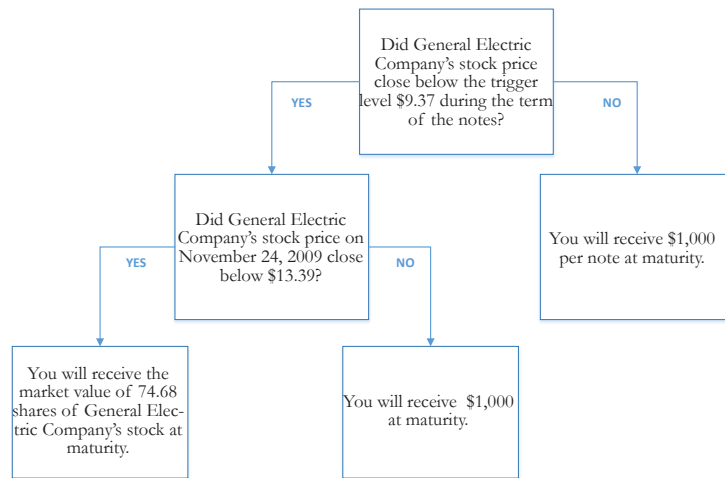 Did General Electric
Company's stock price
close below the trigger
level $9.37 during the term
of the notes?
YES
NO
Did General Electric
Company's stock price on
November 24, 2009 close
below $13.39?
You will receive $1,000
per note at maturity.
YES
NO
You will receive the
market value of 74.68
shares of General Elec-
tric Company's stock at
maturity.
You will receive $1,000
at maturity.